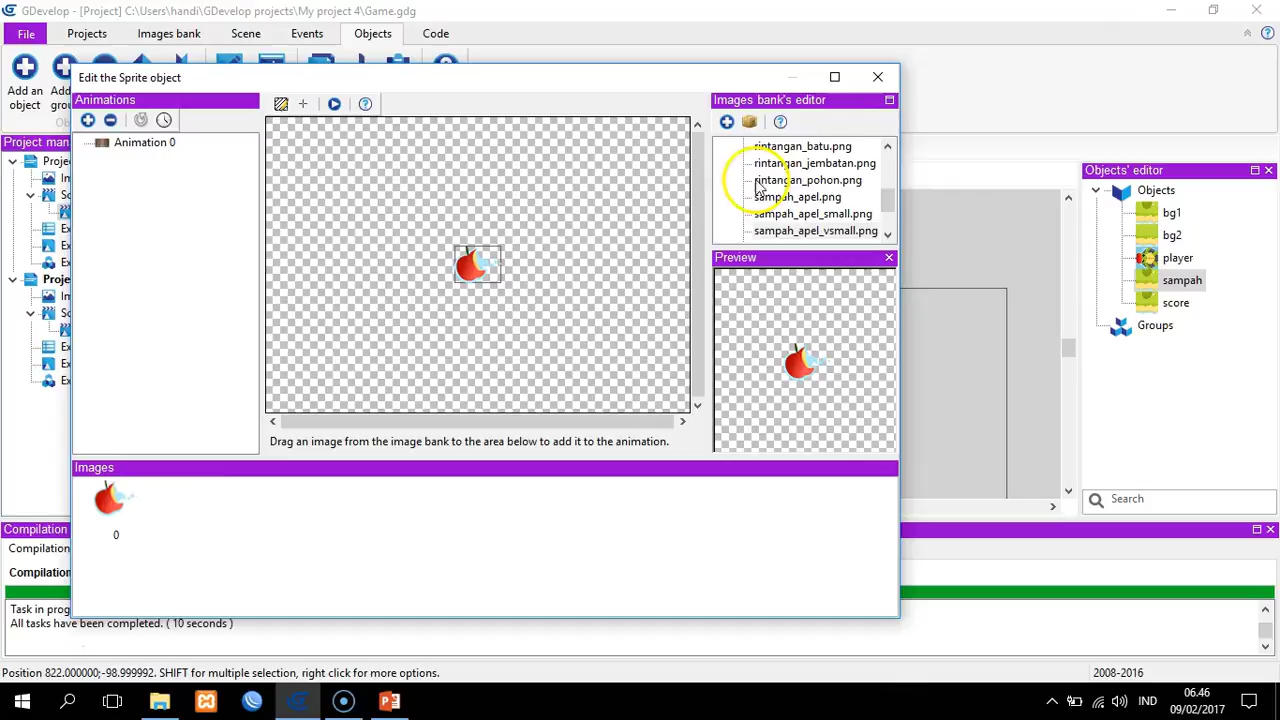 GDevelop - [Project] C:\Users\handi\GDevelop projects\My project 4\Game.gdg
File
Projects
Images bank
Scene
Events
Objects
Code
Add an
object
Add
Edit the Sprite object
Animations
Animation 0
Images bank's editor
rintangan_batu.png
rintangan_jembatan.png
rintangan_pohon.png
sampah_apel.png
sampah_apel_small.png
sampah_apel_vsmall.png
Preview
Drag an image from the image bank to the area below to add it to the animation.
Images
0
Project man
Objects' editor
Objects
bg1
bg2
player
sampah
score
Groups
Search
Compilation
Compilation
Compilation
Task in prog
All tasks have been completed. ( 10 seconds )
Position 822.000000;-98.999992. SHIFT for multiple selection, right click for more options.
2008-2016
IND
06.46
09/02/2017